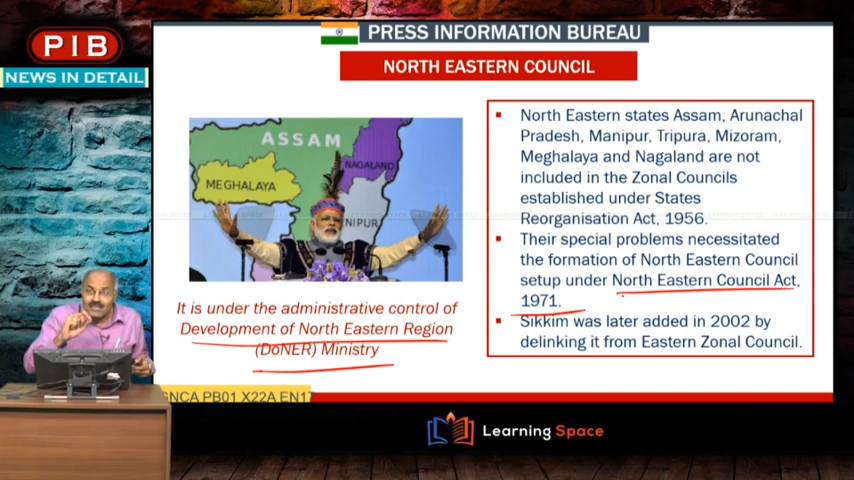 PIB
NEWS IN DETAIL
PRESS INFORMATION BUREAU
NORTH EASTERN COUNCIL
ASSAM
NAGALAND
MEGHALAYA
NIPUR
It is under the administrative control of
Development of North Eastern Region
(DoNER) Ministry
▪ North Eastern states Assam, Arunachal
Pradesh, Manipur, Tripura, Mizoram,
Meghalaya and Nagaland are not
included in the Zonal Councils
established under States
Reorganisation Act, 1956.
▪ Their special problems necessitated
the formation of North Eastern Council
setup under North Eastern Council Act,
1971.
▪ Sikkim was later added in 2002 by
delinking it from Eastern Zonal Council.
SNCA PB01 X22A EN17
Learning Space